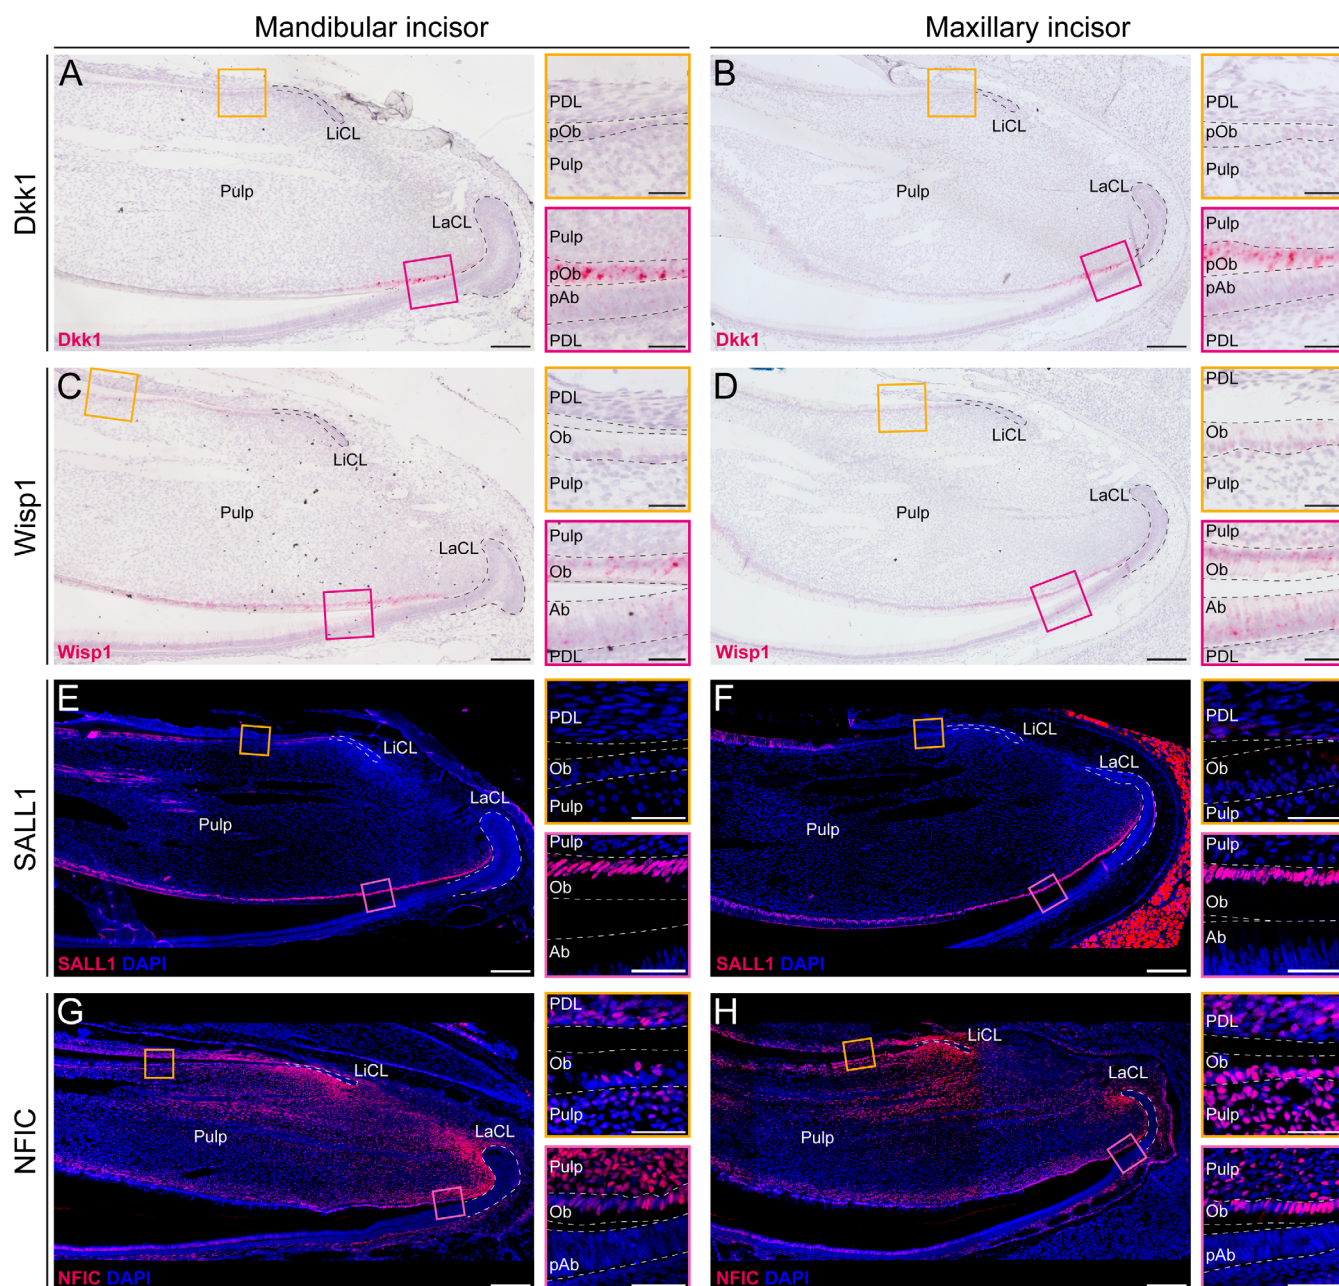 Mandibular incisor
Maxillary incisor
Dkk1
A
LiCL
Pulp
LaCL
Dkk1
PDL
pOb
Pulp
Pulp
pOb
pAb
PDL
B
LiCL
Pulp
LaCL
Dkk1
PDL
pOb
Pulp
Pulp
pOb
pAb
PDL
Wisp1
C
LiCL
Pulp
LaCL
Wisp1
PDL
Ob
Pulp
Pulp
Ob
Ab
PDL
D
LiCL
LaCL
Pulp
Wisp1
PDL
Ob
Pulp
Pulp
Ob
Ab
PDL
SALL1
E
LiCL
LaCL
Pulp
SALL1 DAPI
PDL
Ob
Pulp
Pulp
Ob
Ab
F
LiCL
LaCL
Pulp
SALL1 DAPI
PDL
Ob
Pulp
Pulp
Ob
Ab
NFIC
G
LiCL
LaCL
Pulp
NFIC DAPI
PDL
Ob
Pulp
Pulp
Ob
pAb
H
LiCL
LaCL
Pulp
NFIC DAPI
PDL
Ob
Pulp
Pulp
Ob
pAb